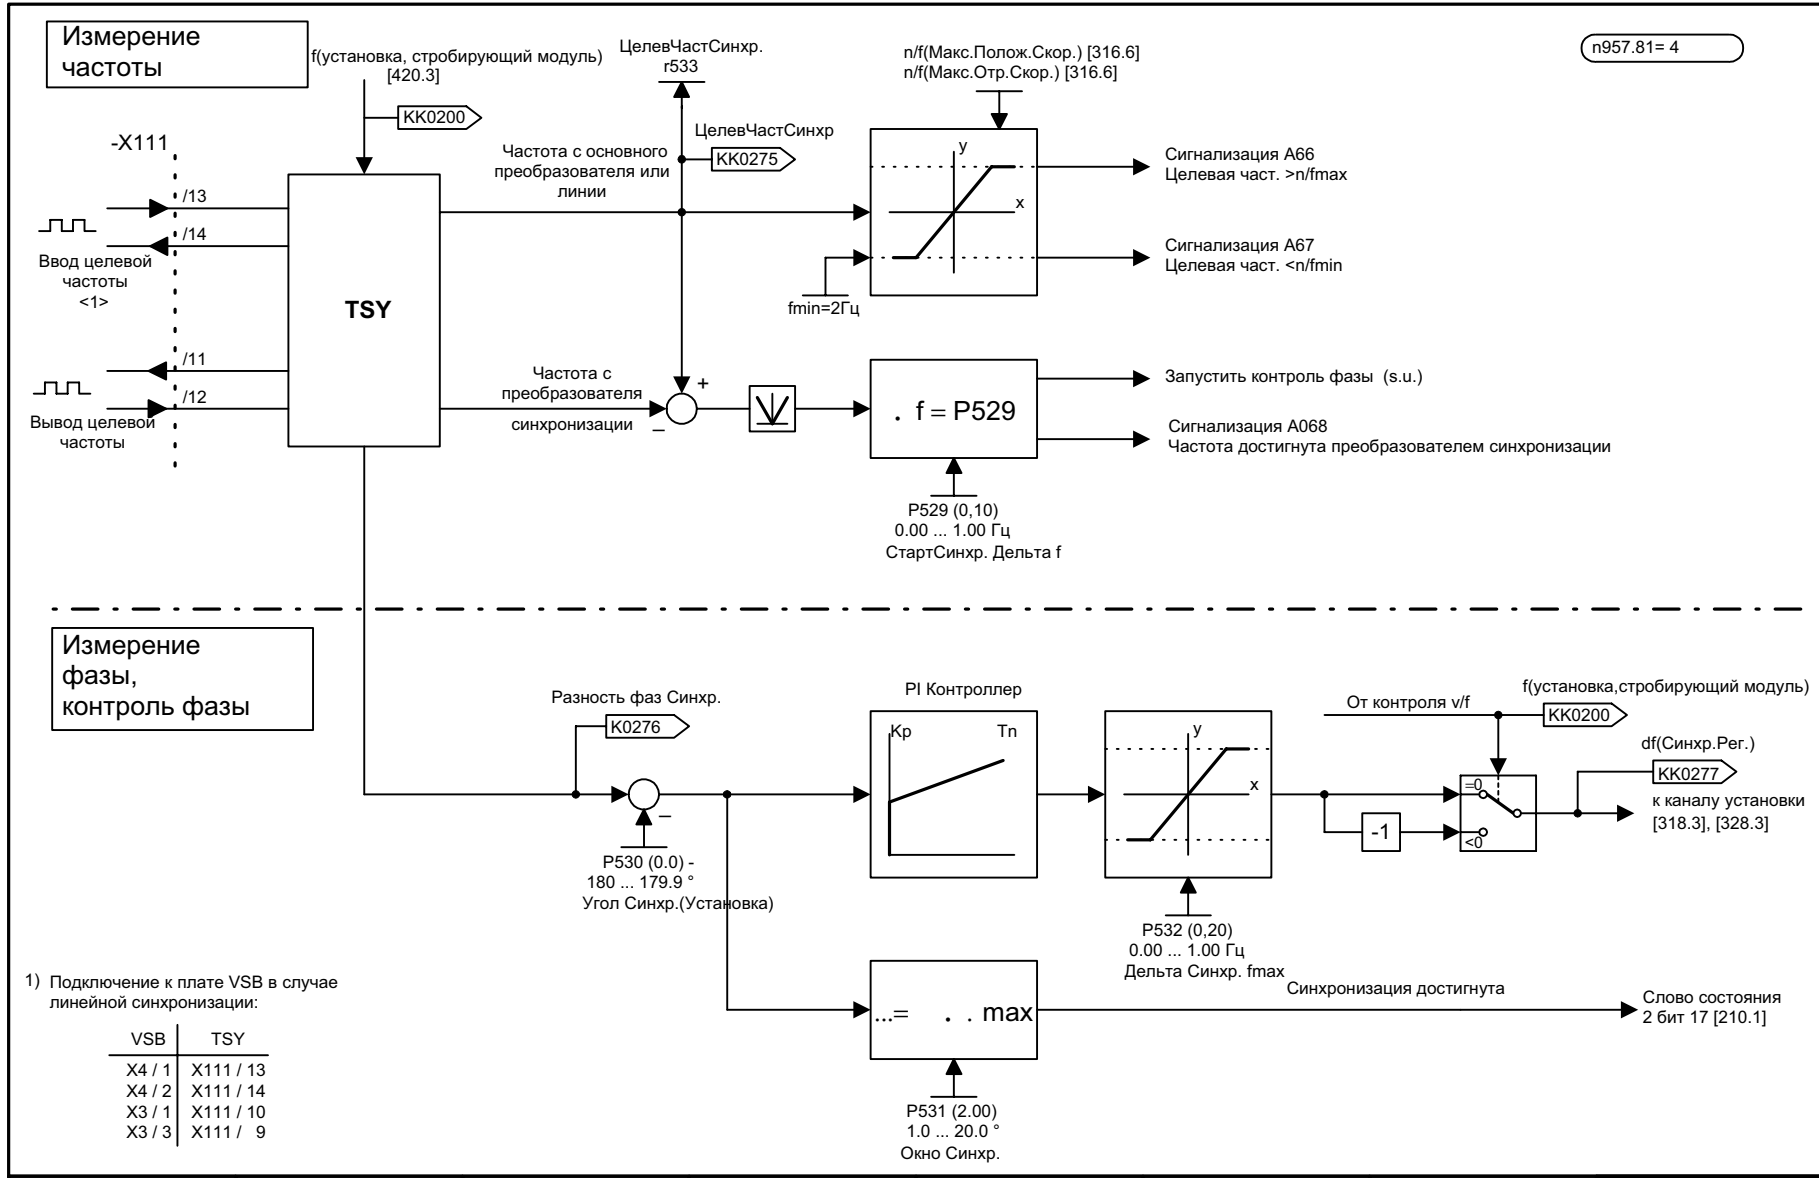 Измерение
частоты
f(установка, стробирующий модуль)
[420.3]
KK0200
ЦелевЧастСинхр.
r533
ЦелевЧастСинхр
KK0275
n/f(Макс.Полож.Скор.) [316.6]
n/f(Макс.Отр.Скор.) [316.6]
n957.81= 4
-X111
/13
/14
Ввод целевой
частоты
<1>
/11
/12
Вывод целевой
частоты
TSY
Частота с основного
преобразователя или
линии
y
x
fmin=2Гц
Сигнализация A66
Целевая част. >n/fmax
Сигнализация A67
Целевая част. <n/fmin
Частота с
преобразователя
синхронизации
+
–
. f = P529
Запустить контроль фазы (s.u.)
Сигнализация A068
Частота достигнута преобразователем синхронизации
P529 (0,10)
0.00 ... 1.00 Гц
СтартСинхр. Дельта f
Измерение
фазы,
контроль фазы
Разность фаз Синхр.
K0276
–
P530 (0.0) -
180 ... 179.9 °
Угол Синхр.(Установка)
PI Контроллер
Kp Tn
y
x
P532 (0,20)
0.00 ... 1.00 Гц
Дельта Синхр. fmax
От контроля v/f
f(установка,стробирующий модуль)
KK0200
df(Синхр.Рег.)
KK0277
=0
<0
-1
к каналу установки
[318.3], [328.3]
...= . . max
Синхронизация достигнута
Слово состояния
2 бит 17 [210.1]
P531 (2.00)
1.0 ... 20.0 °
Окно Синхр.
1) Подключение к плате VSB в случае
линейной синхронизации:
VSB TSY
X4 / 1 X111 / 13
X4 / 2 X111 / 14
X3 / 1 X111 / 10
X3 / 3 X111 / 9